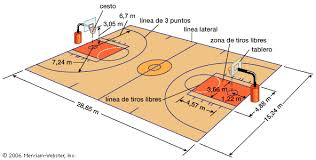 cesto
6,7 m
3,05 m
línea de 3 puntos
línea lateral
zona de tiros libres
tablero
7,24 m
línea de tiros libres
3,66 m
1,22 m
4,57 m
4,88 m
15,24 m
28,65 m
© 2006 Merriam-Webster, Inc.